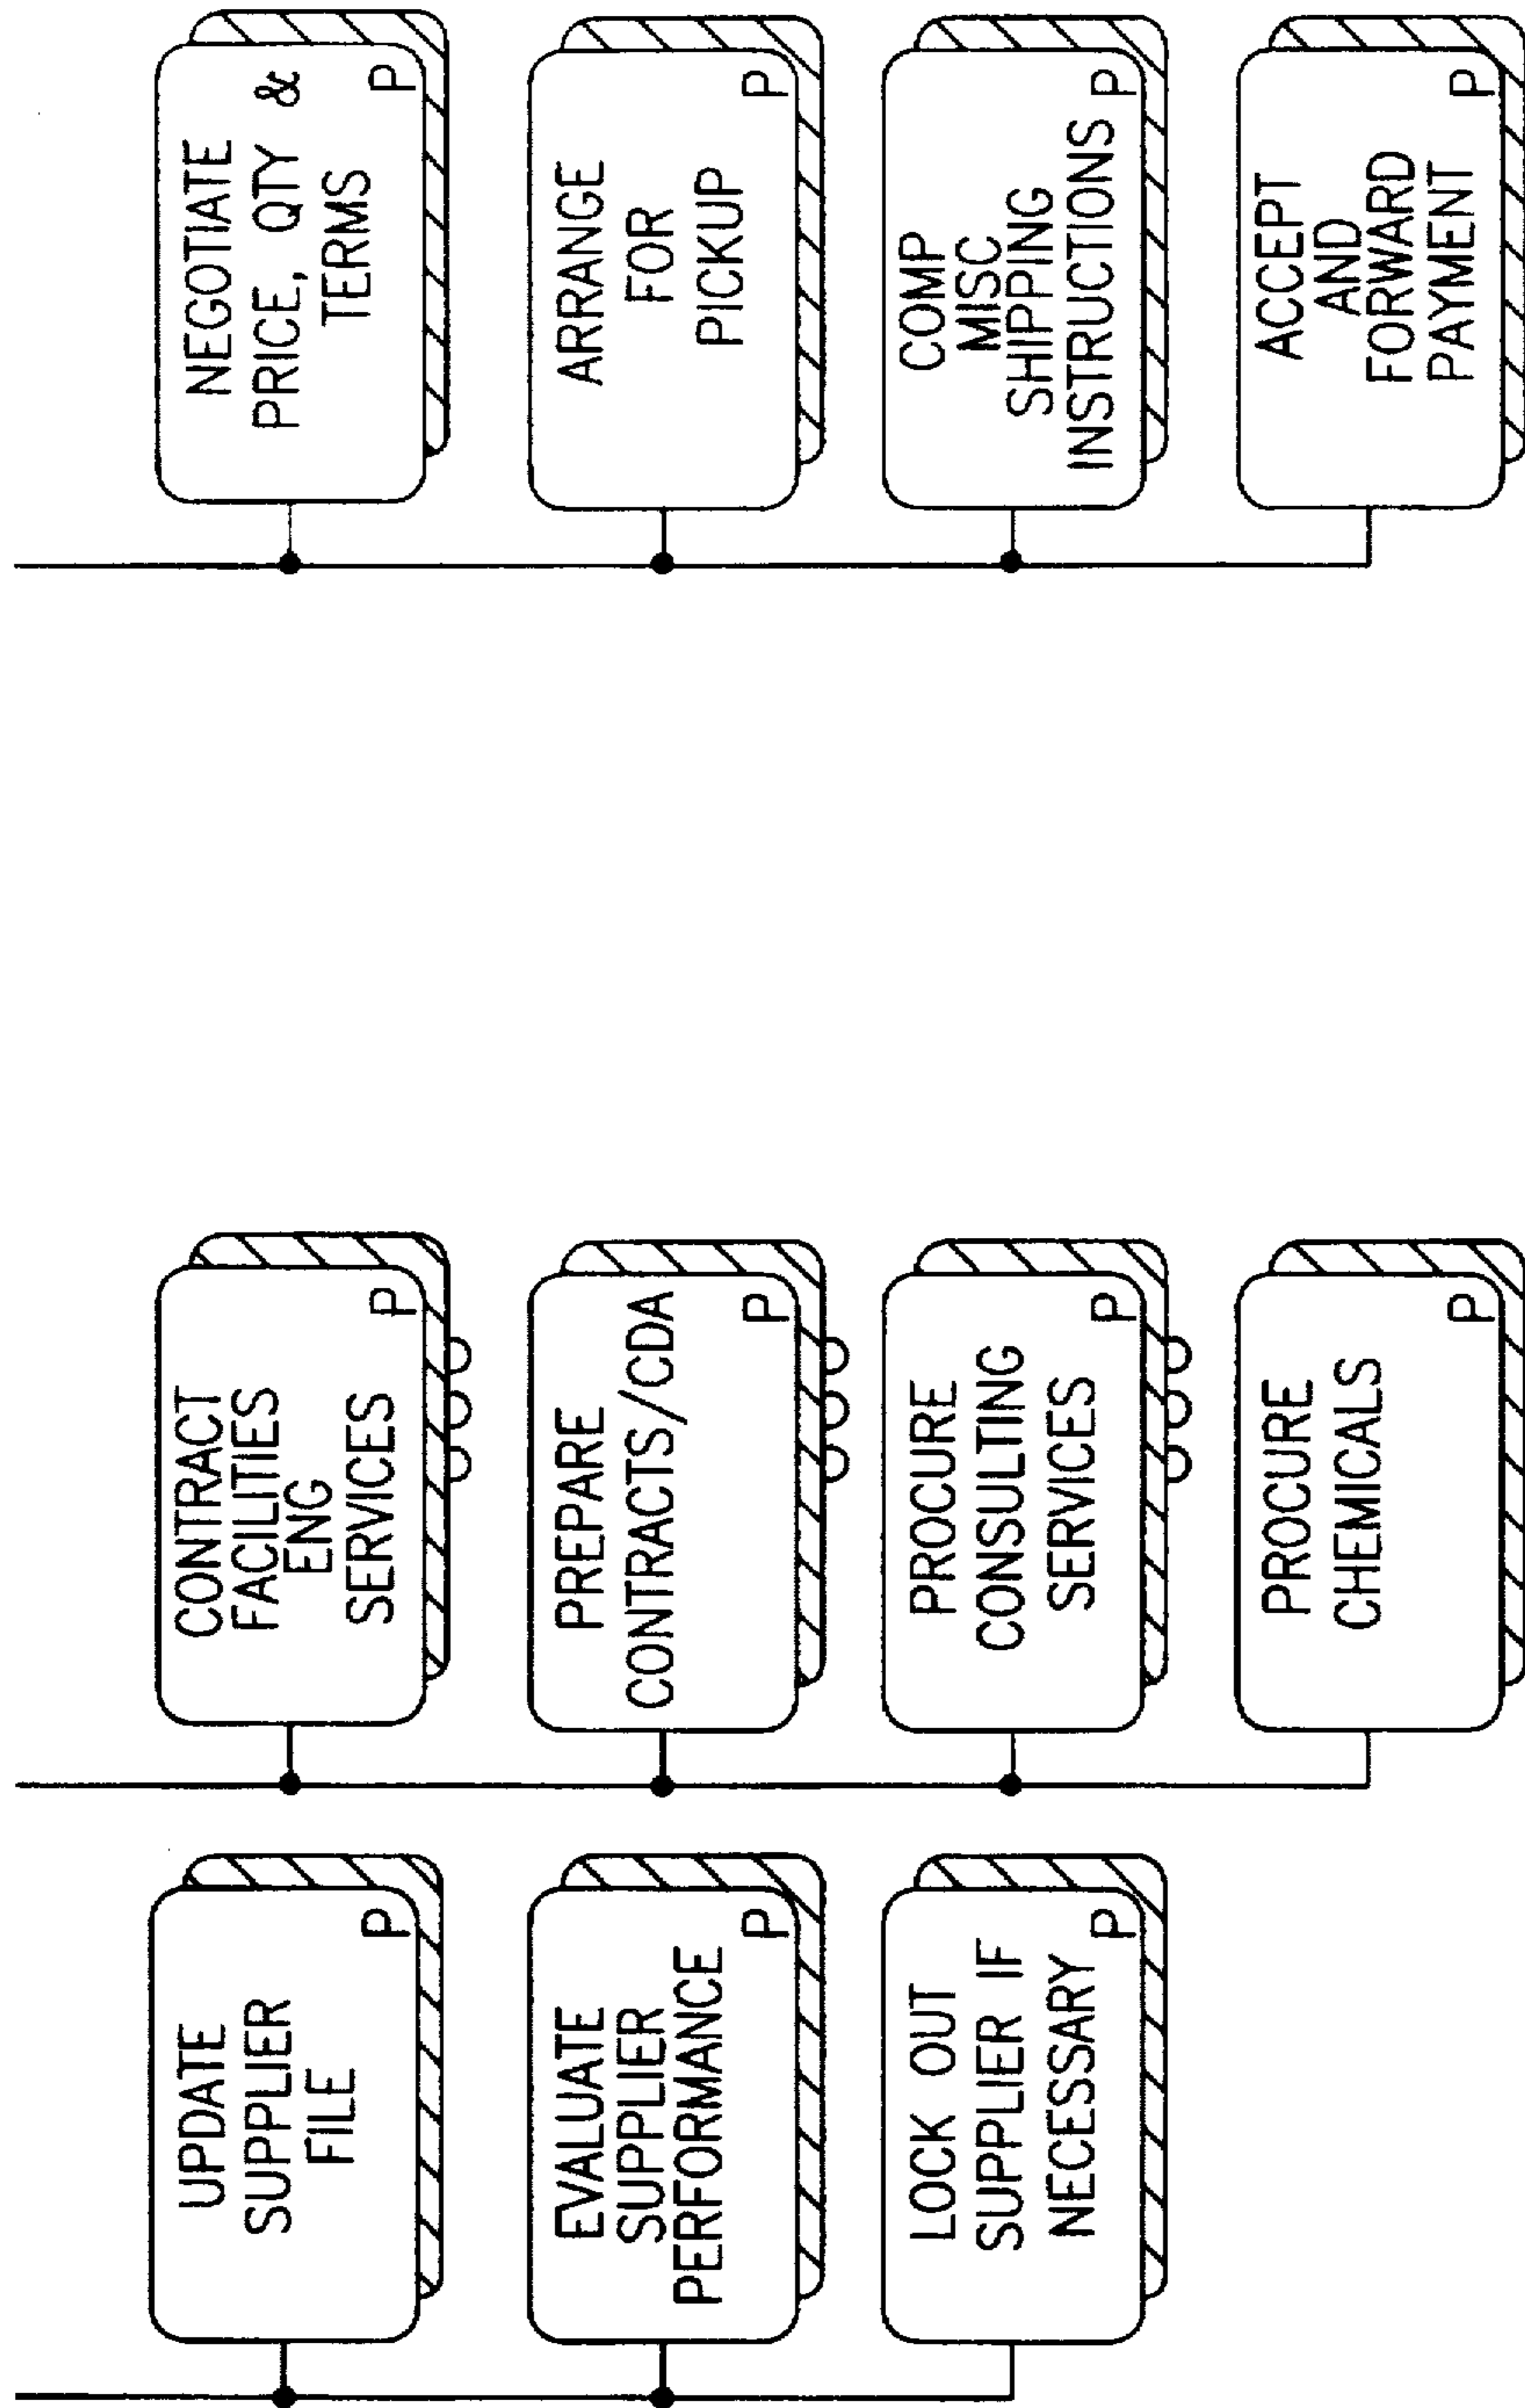 UPDATE
SUPPLIER
FILE
P
EVALUATE
SUPPLIER
PERFORMANCE
P
LOCK OUT
SUPPLIER IF
NECESSARY
P
CONTRACT
FACILITIES
ENG
SERVICES
P
PREPARE
CONTRACTS/CDA
P
PROCURE
CONSULTING
SERVICES
P
PROCURE
CHEMICALS
P
NEGOTIATE
PRICE, QTY &
TERMS
P
ARRANGE
FOR
PICKUP
P
COMP
MISC
SHIPPING
INSTRUCTIONS
P
ACCEPT
AND
FORWARD
PAYMENT
P